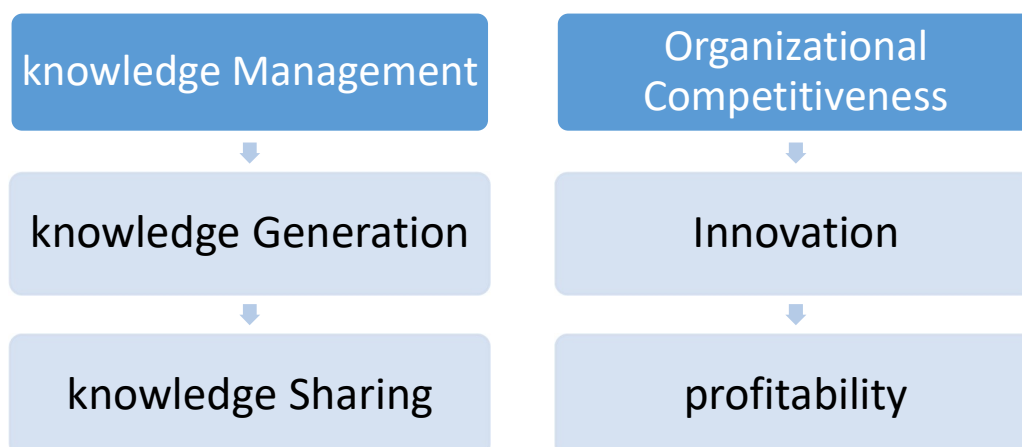 knowledge Management
Organizational
Competitiveness
knowledge Generation
Innovation
knowledge Sharing
profitability